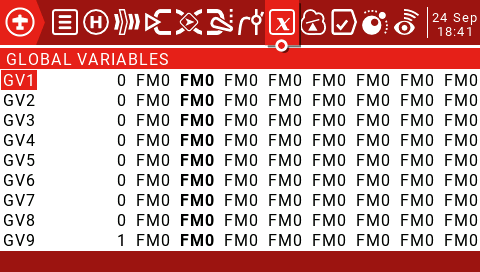 24 Sep
18:41
GLOBAL VARIABLES
GV1 0 FM0 FM0 FM0 FM0 FM0 FM0 FM0 FM0
GV2 0 FM0 FM0 FM0 FM0 FM0 FM0 FM0 FM0
GV3 0 FM0 FM0 FM0 FM0 FM0 FM0 FM0 FM0
GV4 0 FM0 FM0 FM0 FM0 FM0 FM0 FM0 FM0
GV5 0 FM0 FM0 FM0 FM0 FM0 FM0 FM0 FM0
GV6 0 FM0 FM0 FM0 FM0 FM0 FM0 FM0 FM0
GV7 0 FM0 FM0 FM0 FM0 FM0 FM0 FM0 FM0
GV8 0 FM0 FM0 FM0 FM0 FM0 FM0 FM0 FM0
GV9 1 FM0 FM0 FM0 FM0 FM0 FM0 FM0 FM0